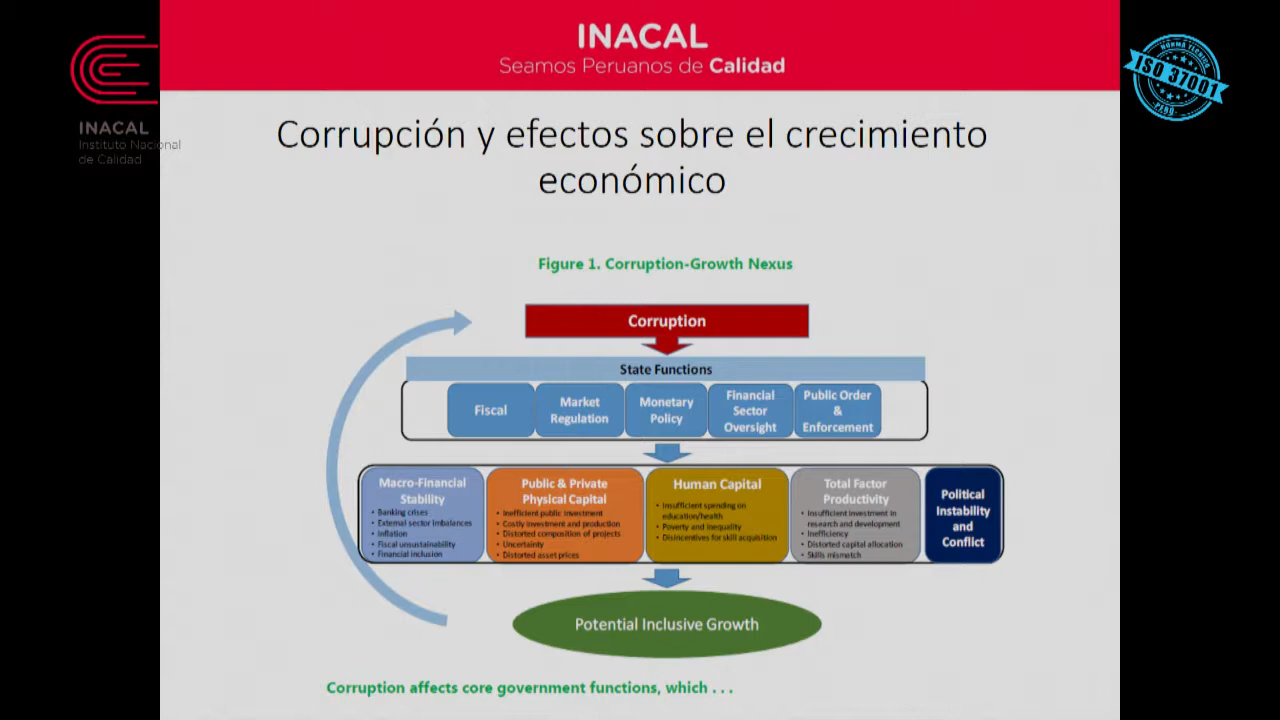 INACAL
Seamos Peruanos de Calidad
INACAL
Instituto Nacional
de Calidad
NORMA TÉCNICA
ISO 37001
PERÚ
Corrupción y efectos sobre el crecimiento
económico
Figure 1. Corruption-Growth Nexus
Corruption
State Functions
Fiscal
Market
Regulation
Monetary
Policy
Financial
Sector
Oversight
Public Order
&
Enforcement
Macro-Financial
Stability
• Banking crises
• External sector imbalances
• Inflation
• Fiscal unsustainability
• Financial inclusion
Public & Private
Physical Capital
• Inefficient public investment
• Costly investment and production
• Distorted composition of projects
• Uncertainty
• Distorted asset prices
Human Capital
• Insufficient spending on
education/health
• Poverty and inequality
• Disincentives for skill acquisition
Total Factor
Productivity
• Insufficient investment in
research and development
• Inefficiency
• Distorted capital allocation
• Skills mismatch
Political
Instability
and
Conflict
Potential Inclusive Growth
Corruption affects core government functions, which . . .